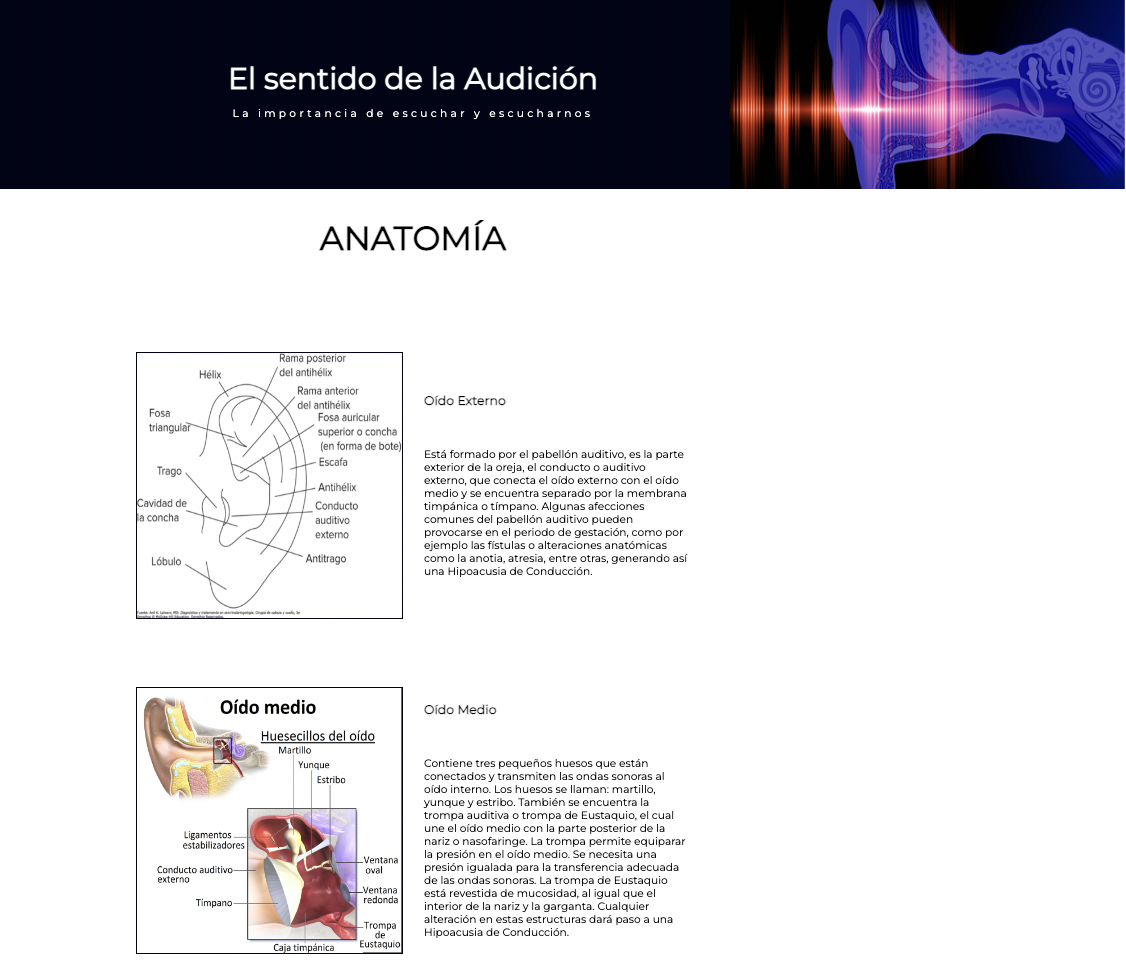 El sentido de la Audición
La importancia de escuchar y escucharnos
ANATOMÍA
Rama posterior
del antihélix
Hélix
Rama anterior
del antihélix
Fosa
triangular
Fosa auricular
superior o concha
(en forma de bote)
Escafa
Trago
Antihélix
Cavidad de
la concha
Conducto
auditivo
externo
Antitrago
Lóbulo
Oído Externo
Está formado por el pabellón auditivo, es la parte
exterior de la oreja, el conducto o auditivo
externo, que conecta el oído externo con el oído
medio y se encuentra separado por la membrana
timpánica o tímpano. Algunas afecciones
comunes del pabellón auditivo pueden
provocarse en el periodo de gestación, como por
ejemplo las fístulas o alteraciones anatómicas
como la anotia, atresia, entre otras, generando así
una Hipoacusia de Conducción.
Oído medio
Huesecillos del oído
Martillo
Yunque
Estribo
Ligamentos
estabilizadores
Conducto auditivo
externo
Tímpano
Ventana
oval
Ventana
redonda
Trompa
de
Eustaquio
Caja timpánica
Oído Medio
Contiene tres pequeños huesos que están
conectados y transmiten las ondas sonoras al
oído interno. Los huesos se llaman: martillo,
yunque y estribo. También se encuentra la
trompa auditiva o trompa de Eustaquio, el cual
une el oído medio con la parte posterior de la
nariz o nasofaringe. La trompa permite equiparar
la presión en el oído medio. Se necesita una
presión igualada para la transferencia adecuada
de las ondas sonoras. La trompa de Eustaquio
está revestida de mucosidad, al igual que el
interior de la nariz y la garganta. Cualquier
alteración en estas estructuras dará paso a una
Hipoacusia de Conducción.